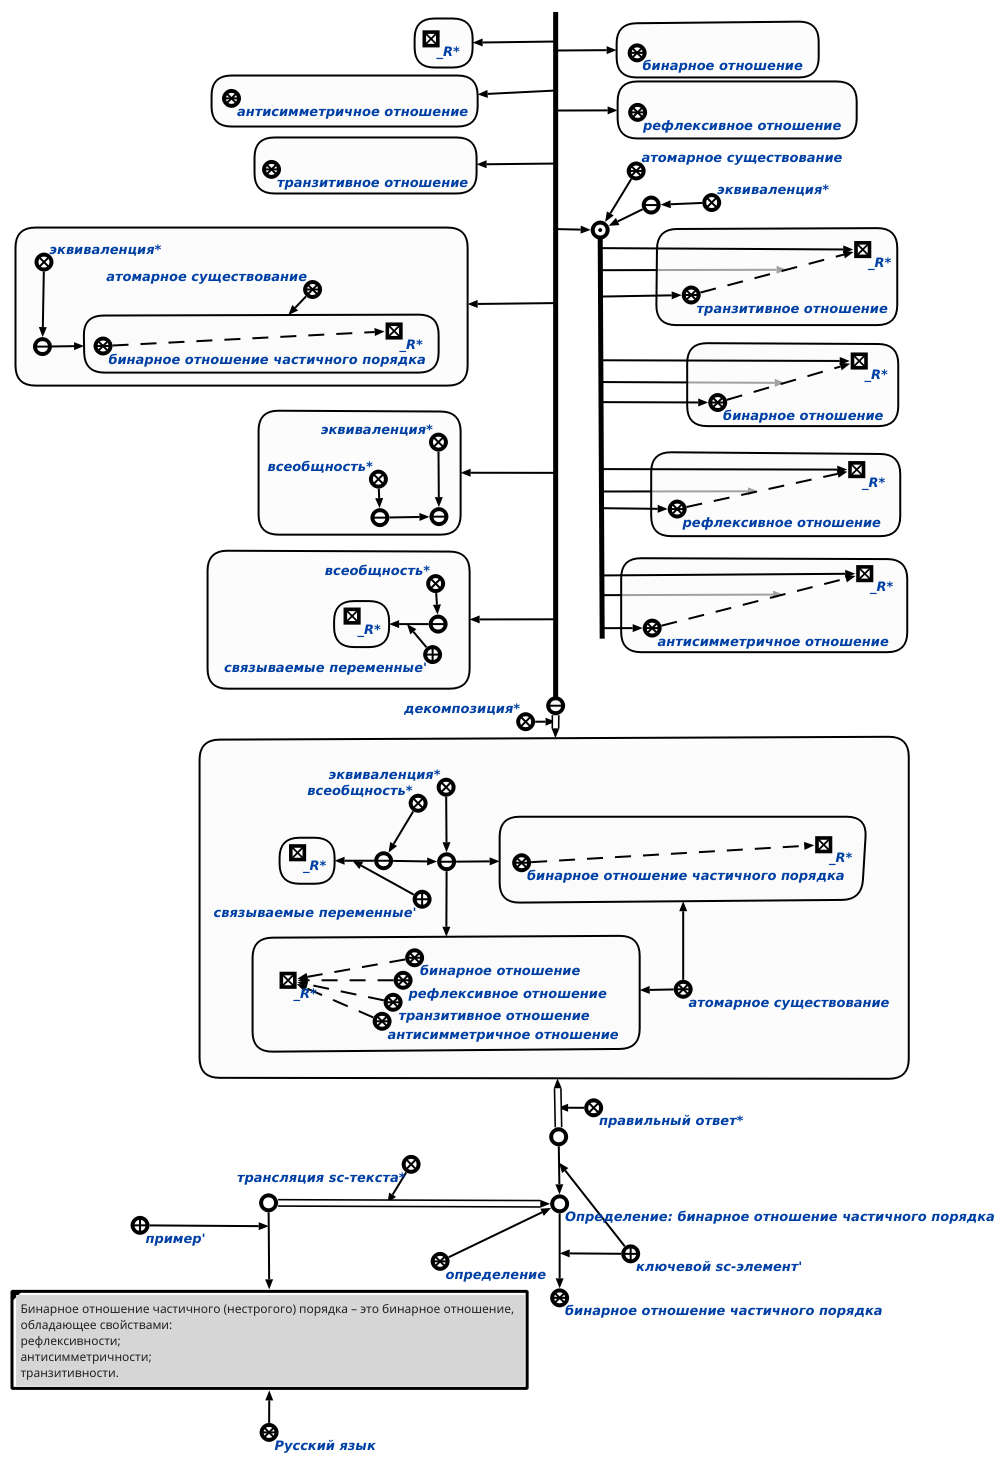 _R*
бинарное отношение
антисимметричное отношение
рефлексивное отношение
транзитивное отношение
атомарное существование
эквиваленция*
эквиваленция*
атомарное существование
_R*
бинарное отношение частичного порядка
_R*
транзитивное отношение
_R*
бинарное отношение
эквиваленция*
всеобщность*
_R*
рефлексивное отношение
всеобщность*
_R*
связываемые переменные'
_R*
антисимметричное отношение
декомпозиция*
эквиваленция*
всеобщность*
_R*
_R*
бинарное отношение частичного порядка
связываемые переменные'
_R*
бинарное отношение
рефлексивное отношение
транзитивное отношение
антисимметричное отношение
атомарное существование
правильный ответ*
трансляция sc-текста*
Определение: бинарное отношение частичного порядка
пример'
определение
ключевой sc-элемент'
бинарное отношение частичного порядка
Бинарное отношение частичного (нестрогого) порядка – это бинарное отношение,
обладающее свойствами:
рефлексивности;
антисимметричности;
транзитивности.
Русский язык